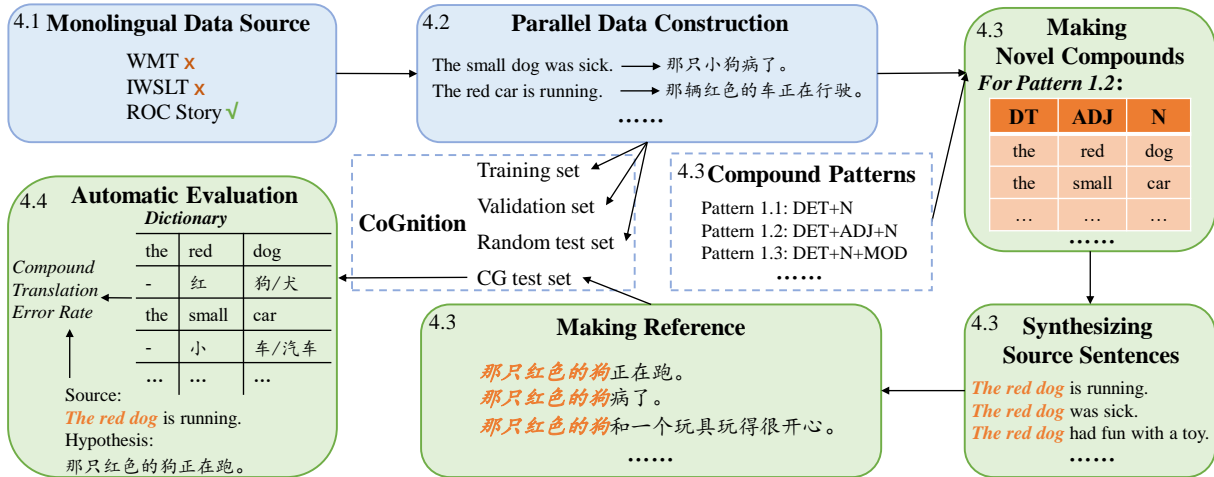 4.1 Monolingual Data Source
WMT x
IWSLT x
ROC Story √
4.2 Parallel Data Construction
The small dog was sick. 那只小狗病了。
The red car is running. 那辆红色的车正在行驶。
……
4.3 Making
Novel Compounds
For Pattern 1.2:
DT ADJ N
the red dog
the small car
… … …
……
CoGnition
Training set
Validation set
Random test set
CG test set
4.3 Compound Patterns
Pattern 1.1: DET+N
Pattern 1.2: DET+ADJ+N
Pattern 1.3: DET+N+MOD
……
4.3 Synthesizing
Source Sentences
The red dog is running.
The red dog was sick.
The red dog had fun with a toy.
……
4.3 Making Reference
那只红色的狗正在跑。
那只红色的狗病了。
那只红色的狗和一个玩具玩得很开心。
……
4.4 Automatic Evaluation
Dictionary
the red dog
- 红 狗/犬
the small car
- 小 车/汽车
… … …
Compound
Translation
Error Rate
Source:
The red dog is running.
Hypothesis:
那只红色的狗正在跑。